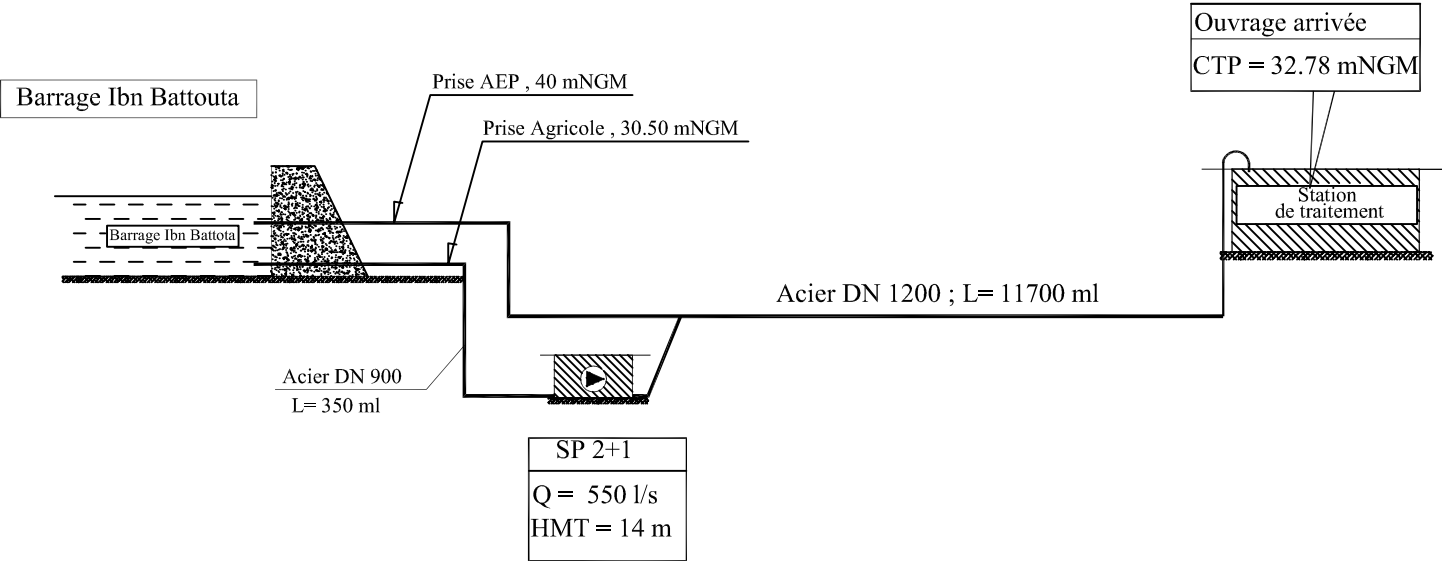 Ouvrage arrivée
CTP = 32.78 mNGM
Prise AEP , 40 mNGM
Barrage Ibn Battouta
Prise Agricole , 30.50 mNGM
Station
de traitement
Barrage Ibn Battota
Acier DN 1200 ; L= 11700 ml
Acier DN 900
L= 350 ml
SP 2+1
Q = 550 l/s
HMT = 14 m